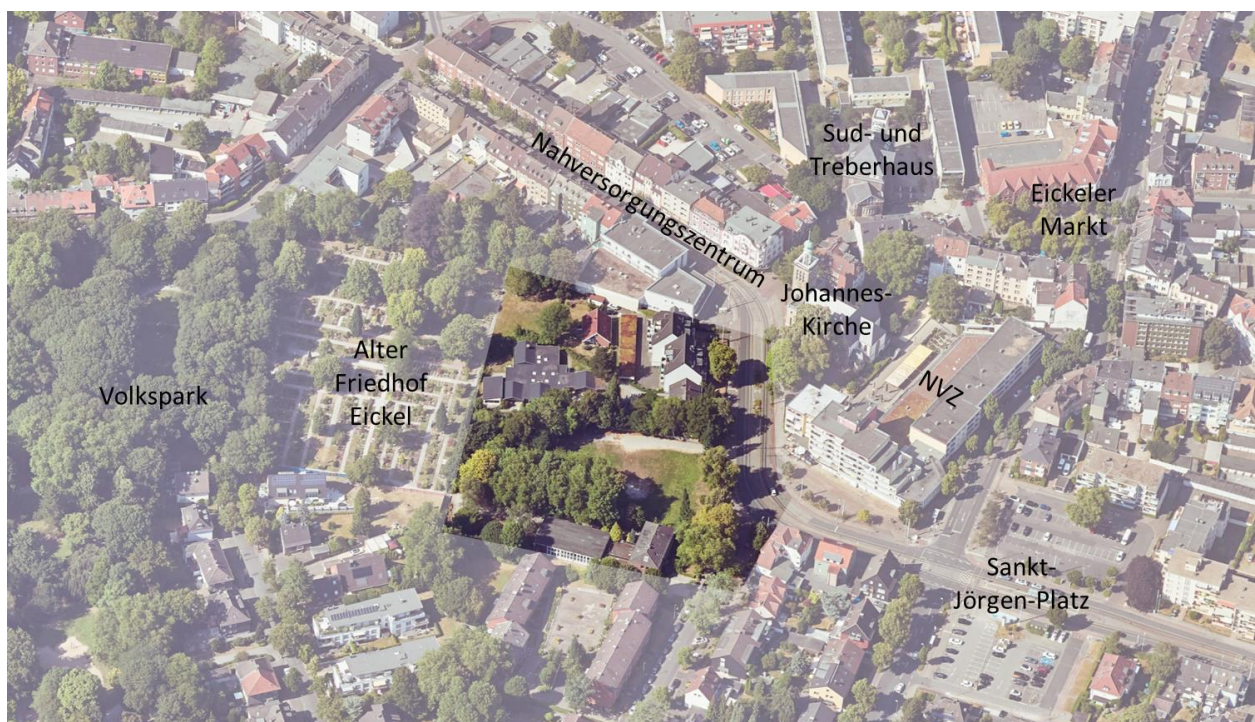 Nahversorgungszentrum
Sud- und
Treberhaus
Eickeler
Markt
Johannes-
Kirche
Alter
Friedhof
Eickel
Volkspark
NVZ
Sankt-
Jörgen-Platz